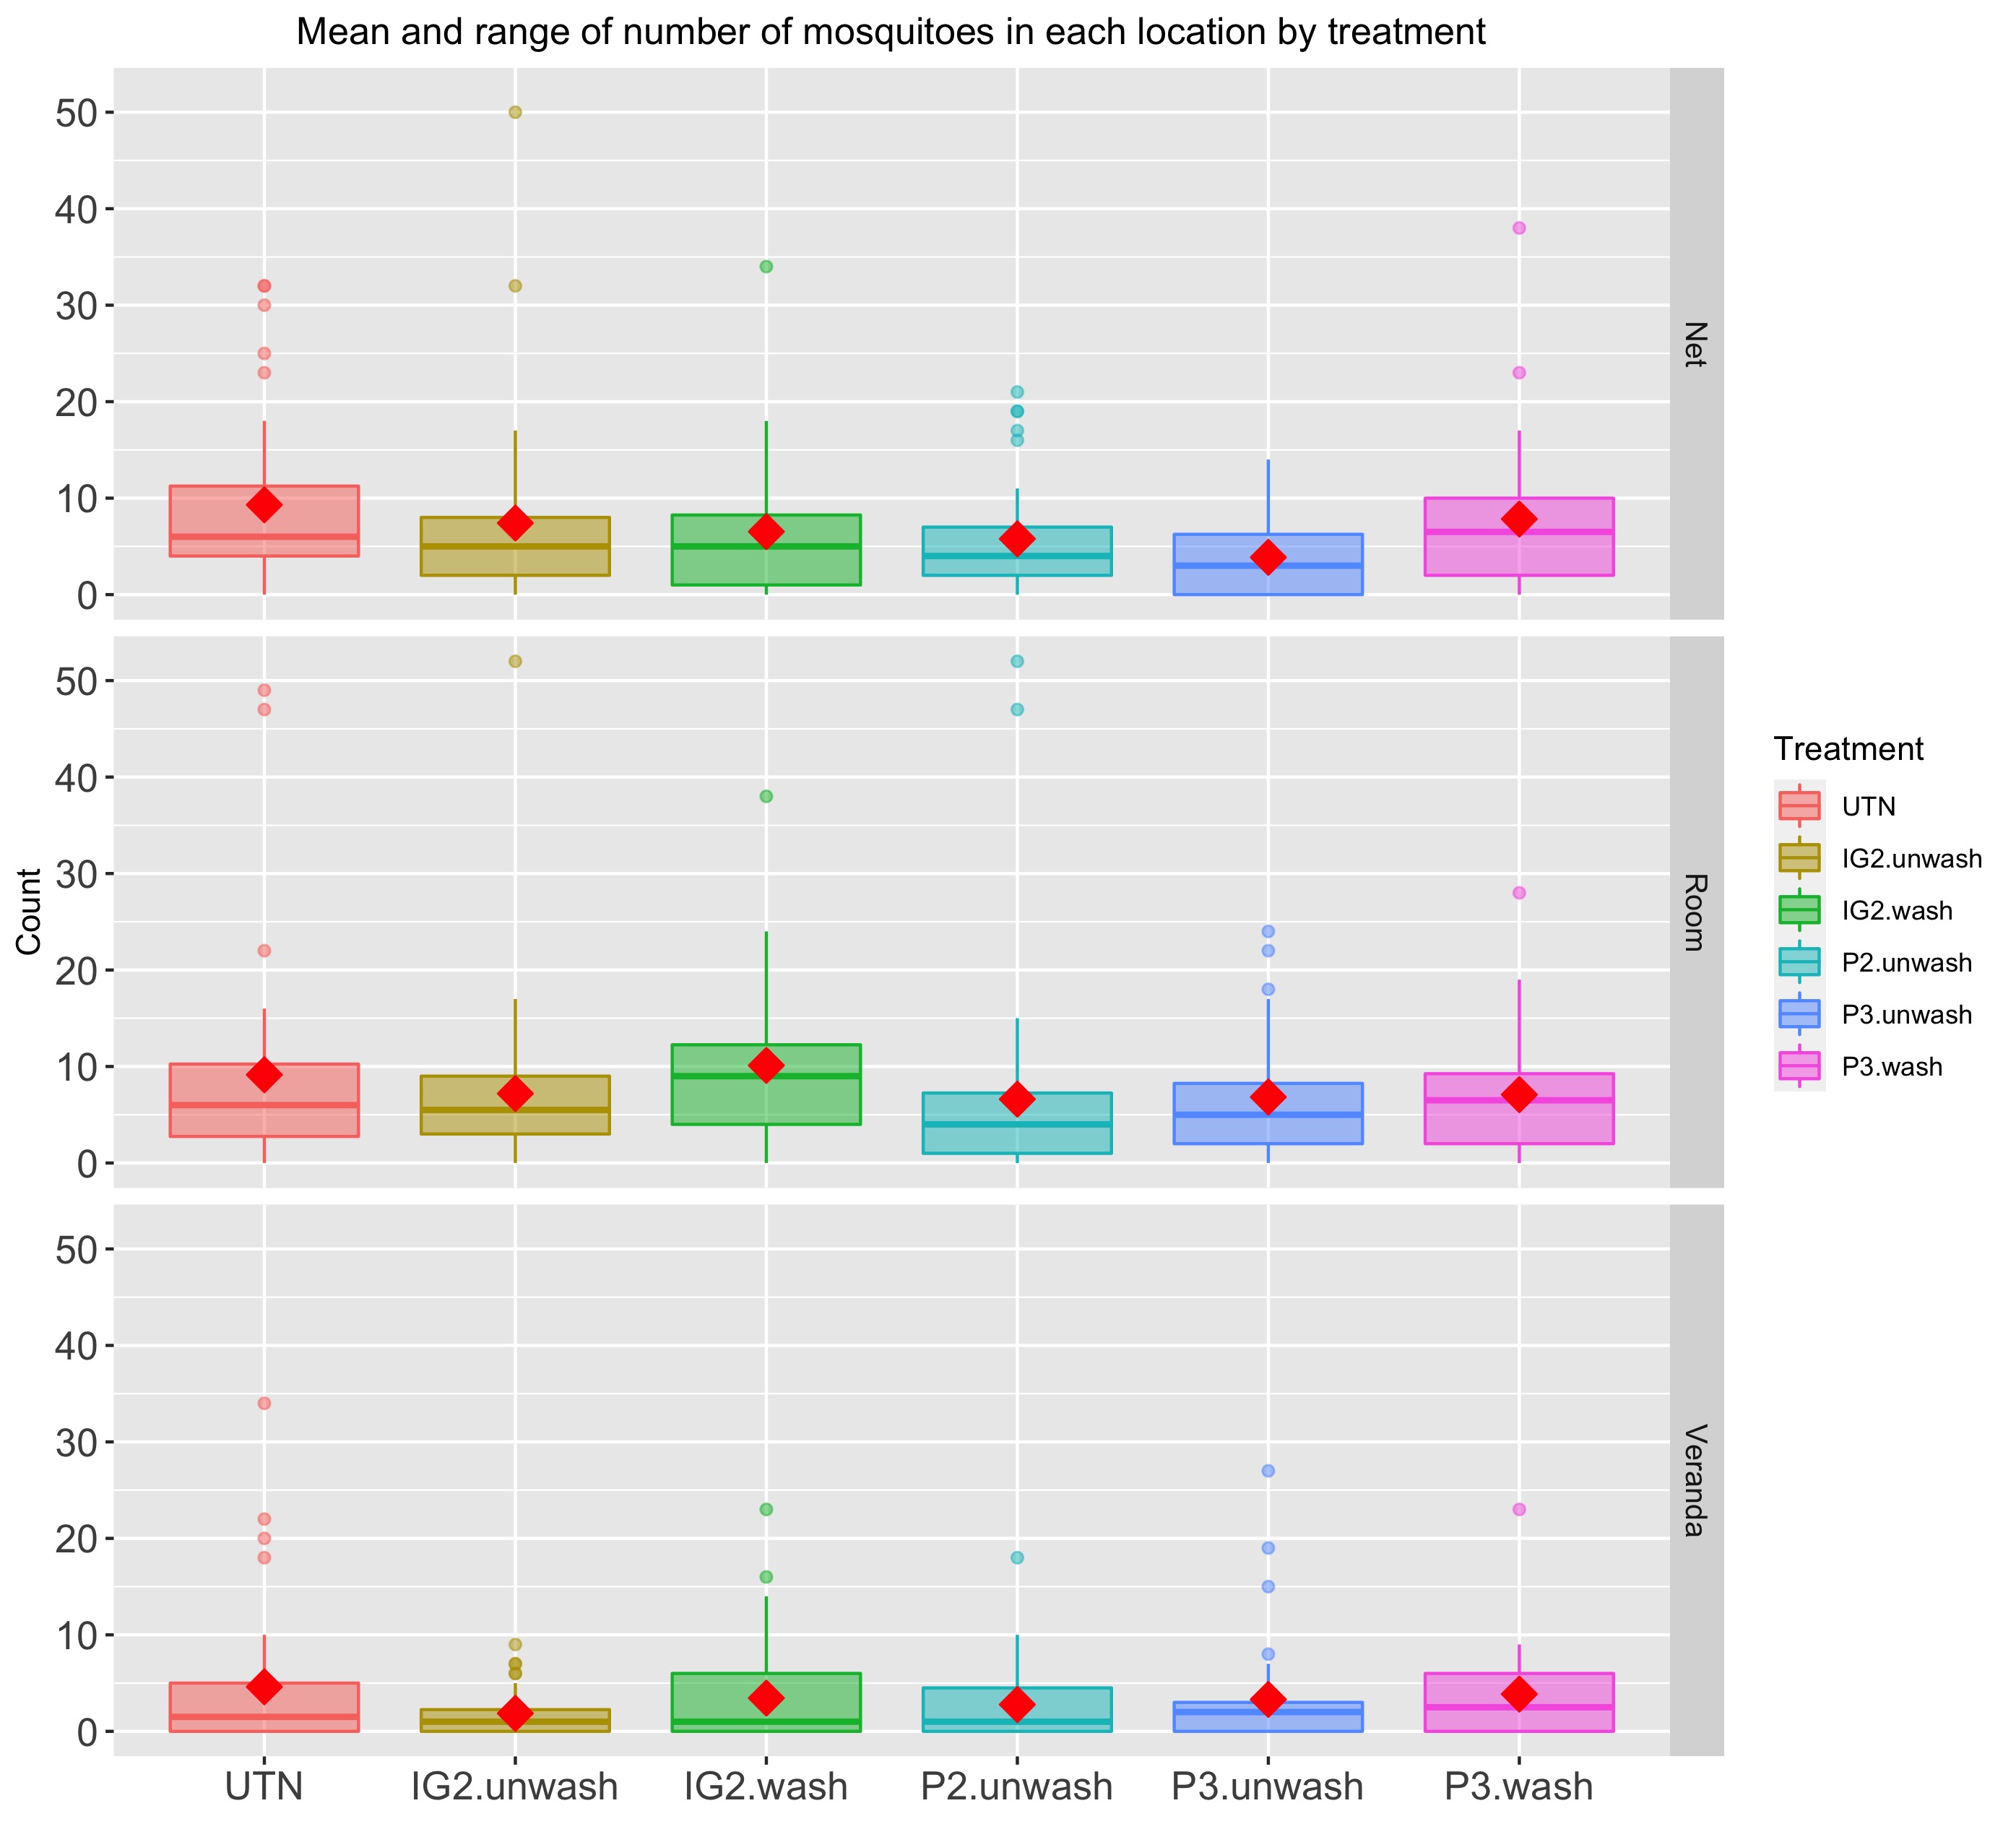 Mean and range of number of mosquitoes in each location by treatment
50
40
30
20
10
0
Net
50
40
30
20
10
0
Room
50
40
30
20
10
0
Veranda
Count
UTN
IG2.unwash
IG2.wash
P2.unwash
P3.unwash
P3.wash
Treatment
UTN
IG2.unwash
IG2.wash
P2.unwash
P3.unwash
P3.wash